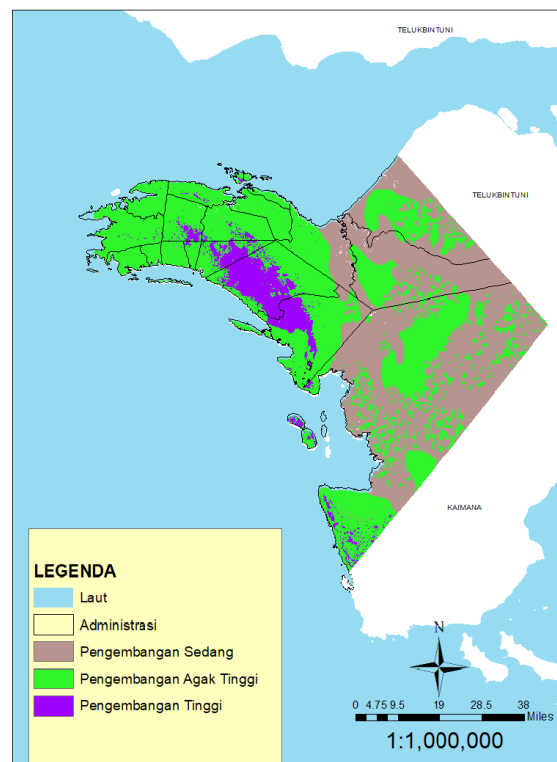 TELUKBINTUNI
TELUKBINTUNI
KAIMANA
LEGENDA
Laut
Administrasi
Pengembangan Sedang
Pengembangan Agak Tinggi
Pengembangan Tinggi
N
0 4.75 9.5 19 28.5 38
Miles
1:1,000,000